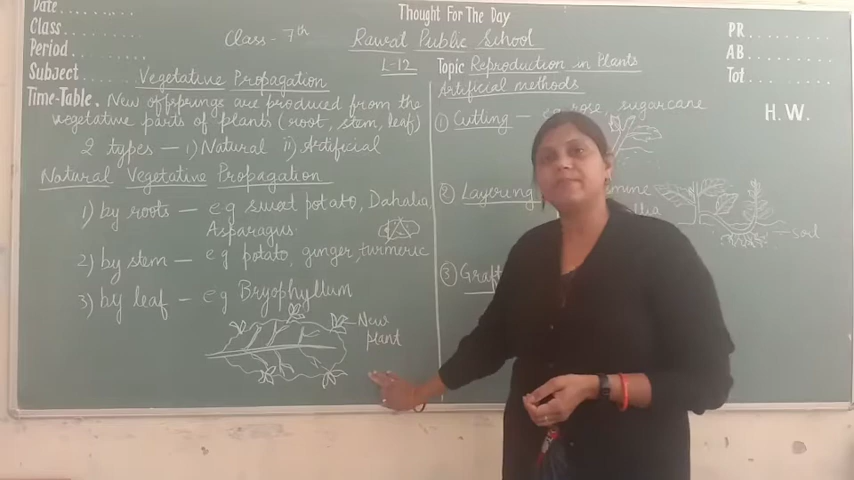 Thought For The Day
Date
Class
Period
Subject
Time-Table.
Class - 7th
Rawat Public School
L-12
PR
AB
Tot
H.W.
Vegetative Propagation
New offsprings are produced from the
vegetative parts of plants (root, stem, leaf)
2 types - i) Natural ii) Artificial
Natural Vegetative Propagation
1) by roots - eg sweet potato, Dahalia,
Asparagus.
2) by stem - eg potato, ginger, turmeric
3) by leaf - eg Bryophyllum
New
plant
Topic Reproduction in Plants
Artificial methods
① Cutting - eg rose, sugarcane
② Layering
soil
③